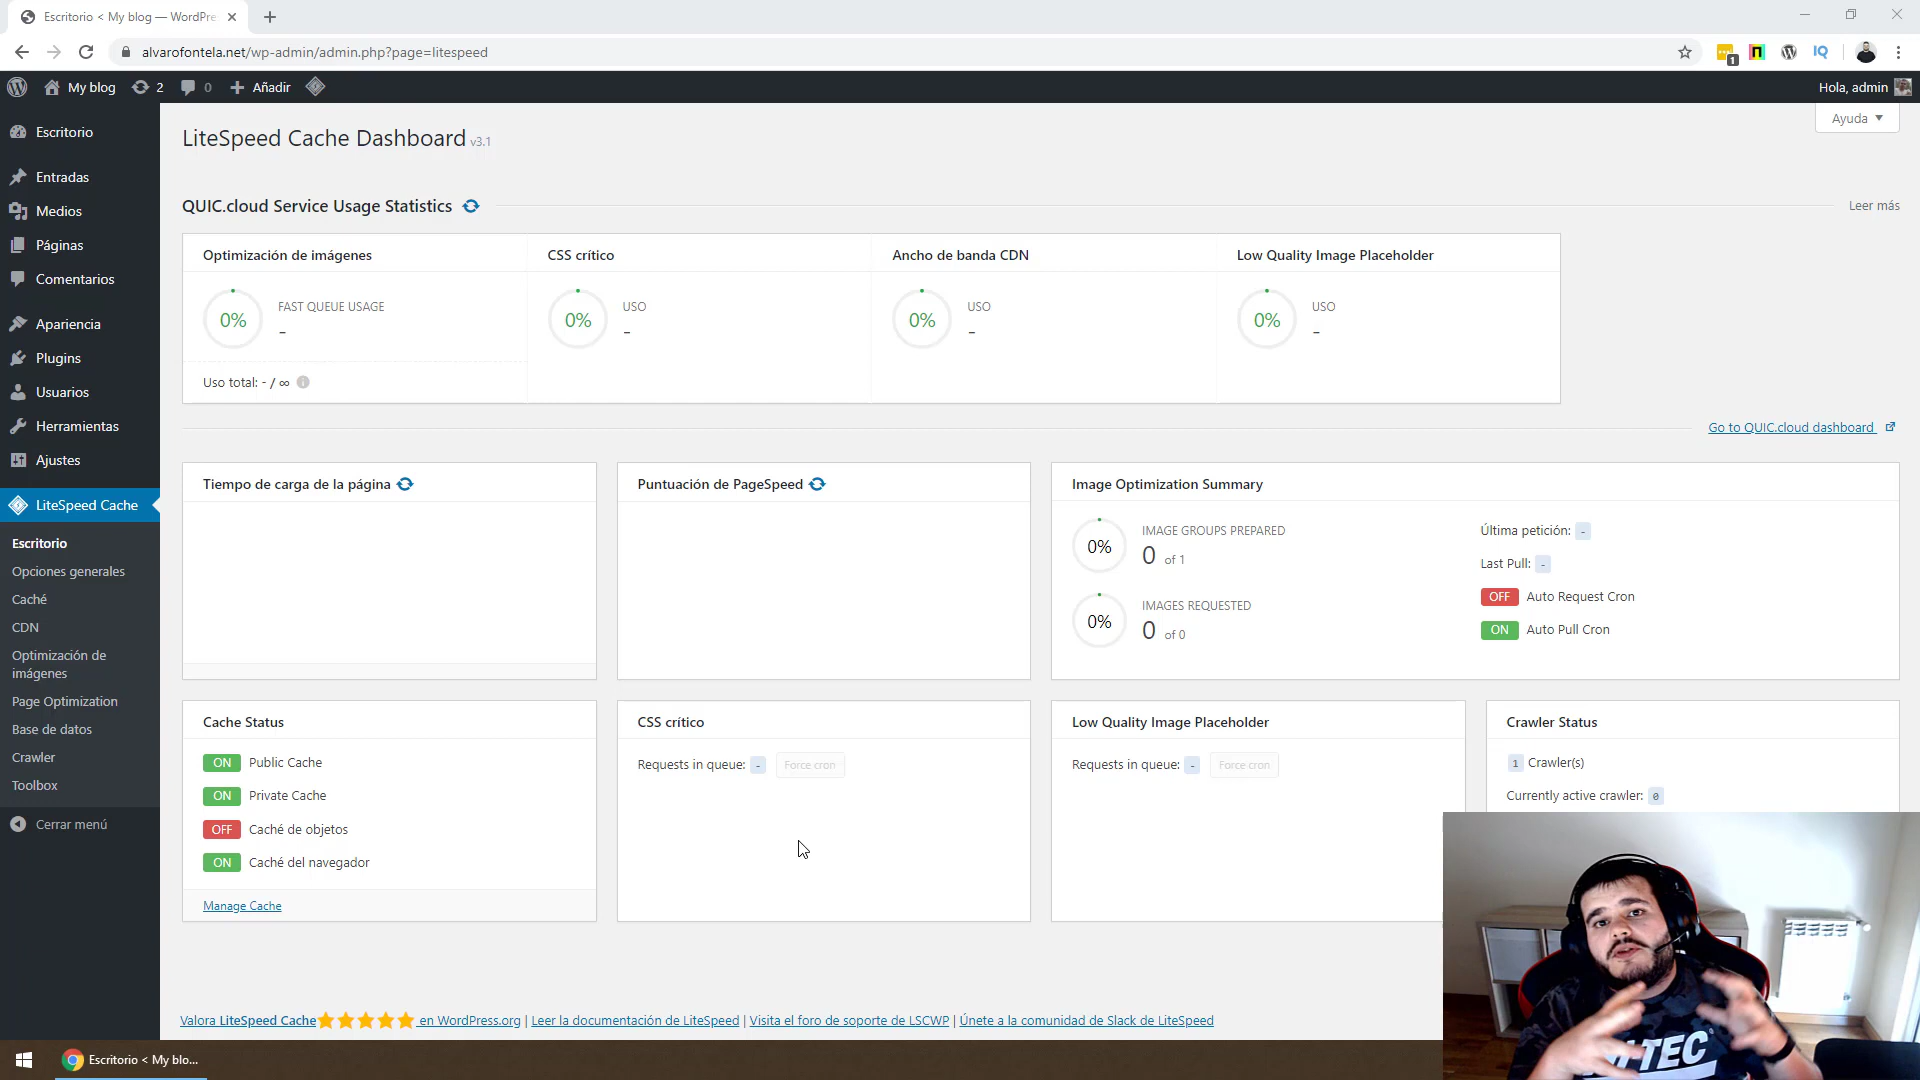 Escritorio < My blog — WordPre
alvarofontela.net/wp-admin/admin.php?page=litespeed
1
IQ
My blog
2
0
Añadir
Hola, admin
Ayuda
Escritorio
Entradas
Medios
Páginas
Comentarios
Apariencia
Plugins
Usuarios
Herramientas
Ajustes
LiteSpeed Cache
Escritorio
Opciones generales
Caché
CDN
Optimización de
imágenes
Page Optimization
Base de datos
Crawler
Toolbox
Cerrar menú
LiteSpeed Cache Dashboard v3.1
QUIC.cloud Service Usage Statistics
Leer más
Optimización de imágenes
0%
FAST QUEUE USAGE
-
Uso total: - / ∞
CSS crítico
0%
USO
-
Ancho de banda CDN
0%
USO
-
Low Quality Image Placeholder
0%
USO
-
Go to QUIC.cloud dashboard
Tiempo de carga de la página
Puntuación de PageSpeed
Image Optimization Summary
0%
IMAGE GROUPS PREPARED
0 of 1
0%
IMAGES REQUESTED
0 of 0
Última petición: -
Last Pull: -
OFF Auto Request Cron
ON Auto Pull Cron
Cache Status
ON Public Cache
ON Private Cache
OFF Caché de objetos
ON Caché del navegador
Manage Cache
CSS crítico
Requests in queue: - Force cron
Low Quality Image Placeholder
Requests in queue: - Force cron
Crawler Status
1 Crawler(s)
Currently active crawler: 0
Valora LiteSpeed Cache en WordPress.org | Leer la documentación de LiteSpeed | Visita el foro de soporte de LSCWP | Únete a la comunidad de Slack de LiteSpeed
Escritorio < My blo...